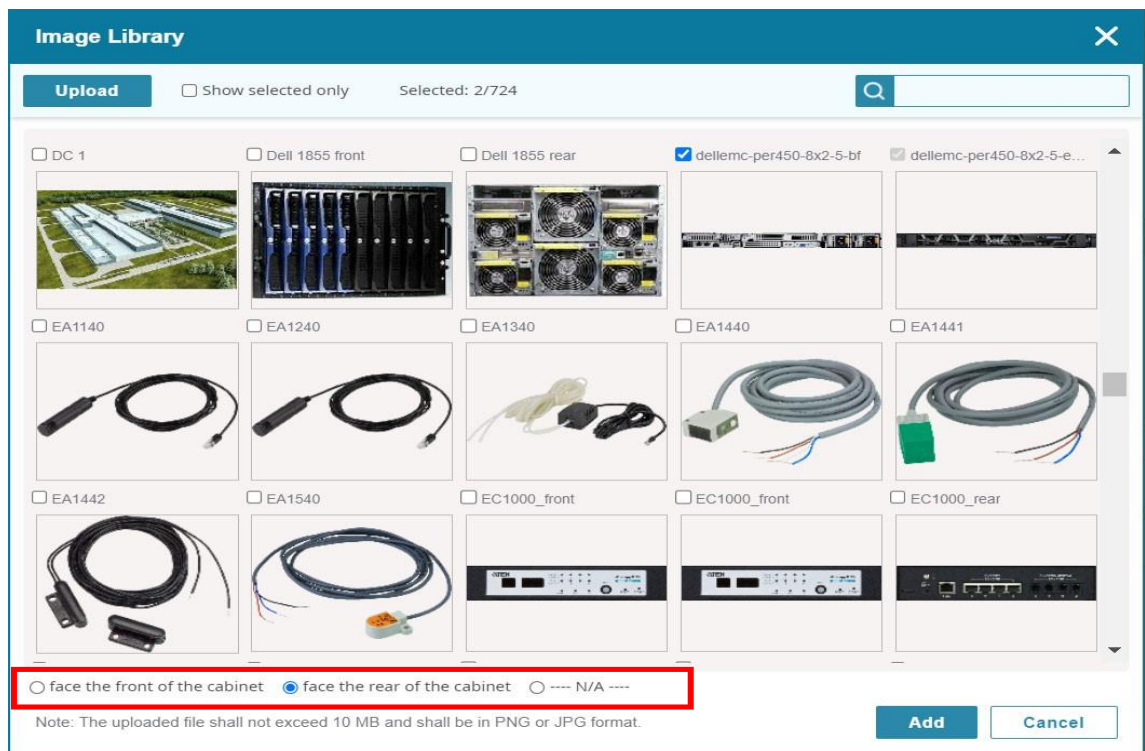 Image Library
Upload
Show selected only
Selected: 2/724
DC 1
Dell 1855 front
Dell 1855 rear
dellemc-per450-8x2-5-bf
dellemc-per450-8x2-5-e...
EA1140
EA1240
EA1340
EA1440
EA1441
EA1442
EA1540
EC1000_front
EC1000_front
EC1000_rear
ATEN
ATEN
face the front of the cabinet
face the rear of the cabinet
---- N/A ----
Note: The uploaded file shall not exceed 10 MB and shall be in PNG or JPG format.
Add
Cancel